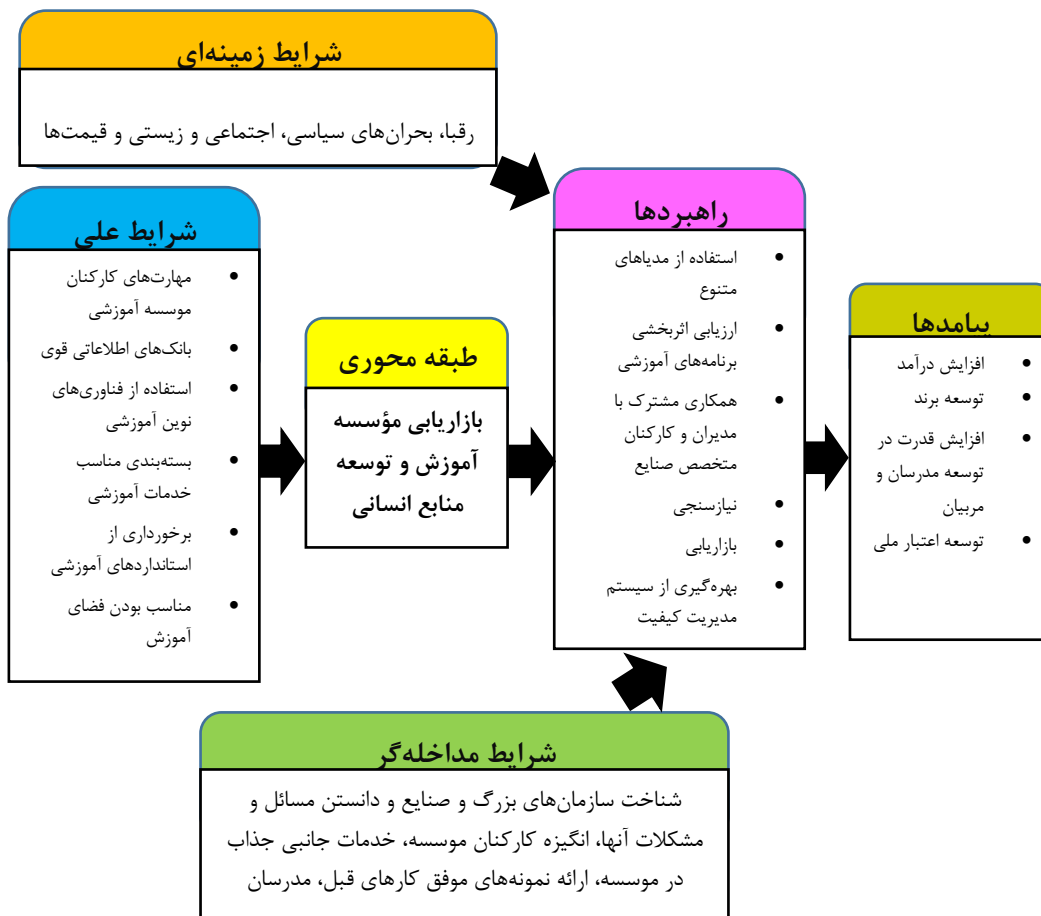 شرایط زمینه‌ای
رقبا، بحران‌های سیاسی، اجتماعی و زیستی و قیمت‌ها
شرایط علی
مهارت‌های کارکنان
موسسه آموزشی
بانک‌های اطلاعاتی قوی
استفاده از فناوری‌های
نوین آموزشی
بسته‌بندی مناسب
خدمات آموزشی
برخورداری از
استانداردهای آموزشی
مناسب بودن فضای
آموزش
طبقه محوری
بازاریابی مؤسسه
آموزش و توسعه
منابع انسانی
راهبردها
استفاده از مدیاهای
متنوع
ارزیابی اثربخشی
برنامه‌های آموزشی
همکاری مشترک با
مدیران و کارکنان
متخصص صنایع
نیازسنجی
بازاریابی
بهره‌گیری از سیستم
مدیریت کیفیت
پیامدها
افزایش درآمد
توسعه برند
افزایش قدرت در
توسعه مدرسان و
مربیان
توسعه اعتبار ملی
شرایط مداخله‌گر
شناخت سازمان‌های بزرگ و صنایع و دانستن مسائل و
مشکلات آنها، انگیزه کارکنان موسسه، خدمات جانبی جذاب
در موسسه، ارائه نمونه‌های موفق کارهای قبل، مدرسان